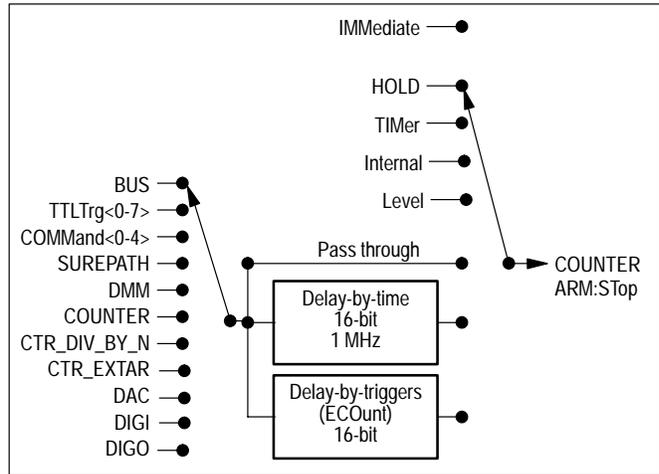 IMMediate
HOLD
TIMer
Internal
Level
BUS
TTLTrg<0-7>
COMMand<0-4>
SUREPATH
DMM
COUNTER
CTR_DIV_BY_N
CTR_EXTAR
DAC
DIGI
DIGO
Pass through
Delay-by-time
16-bit
1 MHz
Delay-by-triggers
(ECOunt)
16-bit
COUNTER
ARM:STop